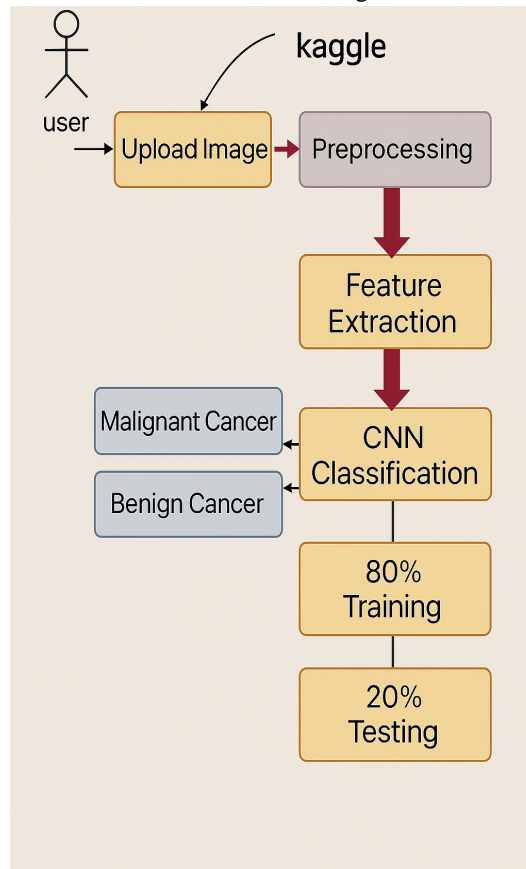 kaggle
user
Upload Image
Preprocessing
Feature
Extraction
CNN
Classification
Malignant Cancer
Benign Cancer
80%
Training
20%
Testing